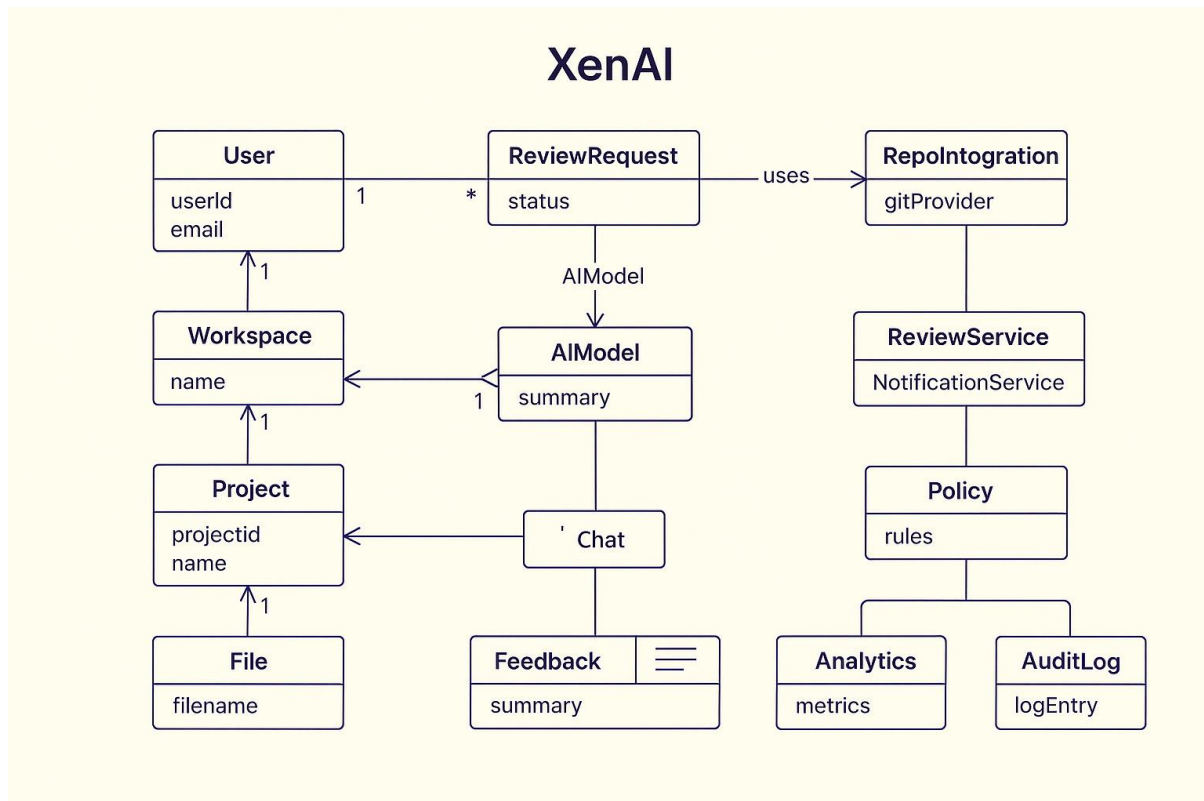 XenAI
User
userId
email
1
*
ReviewRequest
status
uses
RepoIntogration
gitProvider
1
AIModel
Workspace
name
1
AIModel
summary
ReviewService
NotificationService
1
Project
projectid
name
' Chat
Policy
rules
1
File
filename
Feedback
summary
Analytics
metrics
AuditLog
logEntry